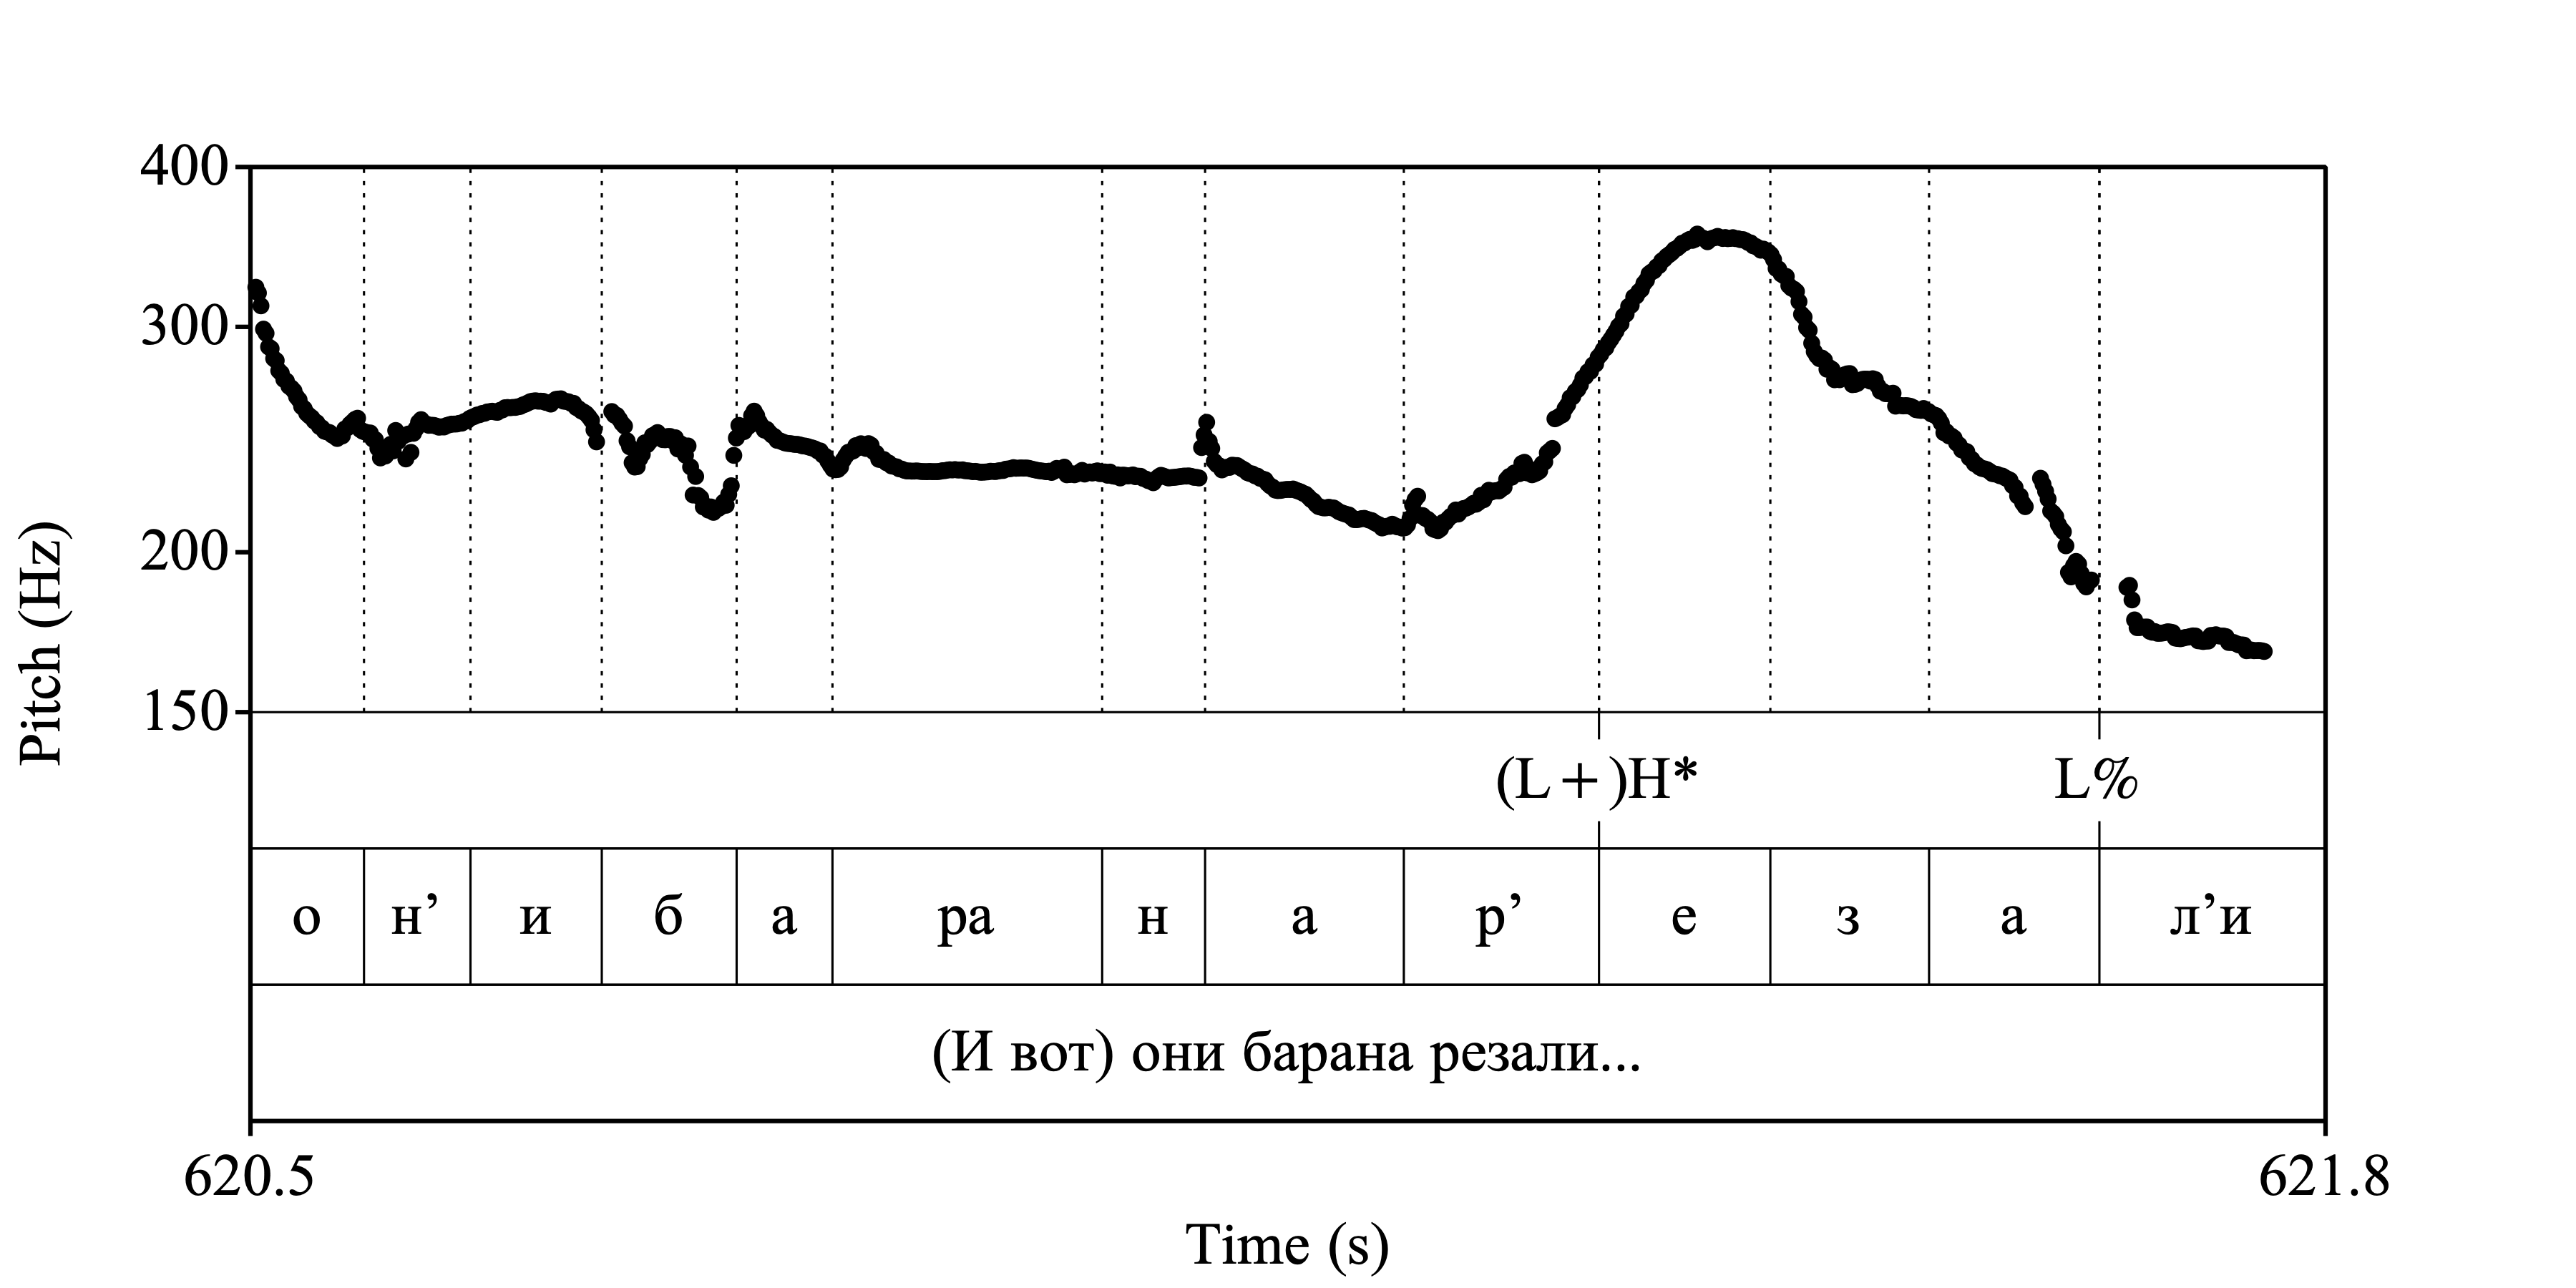 400
300
200
150
Pitch (Hz)
(L+)H* L%
о н’ и б а ра н а р’ е з а л’и
(И вот) они барана резали...
620.5 621.8
Time (s)